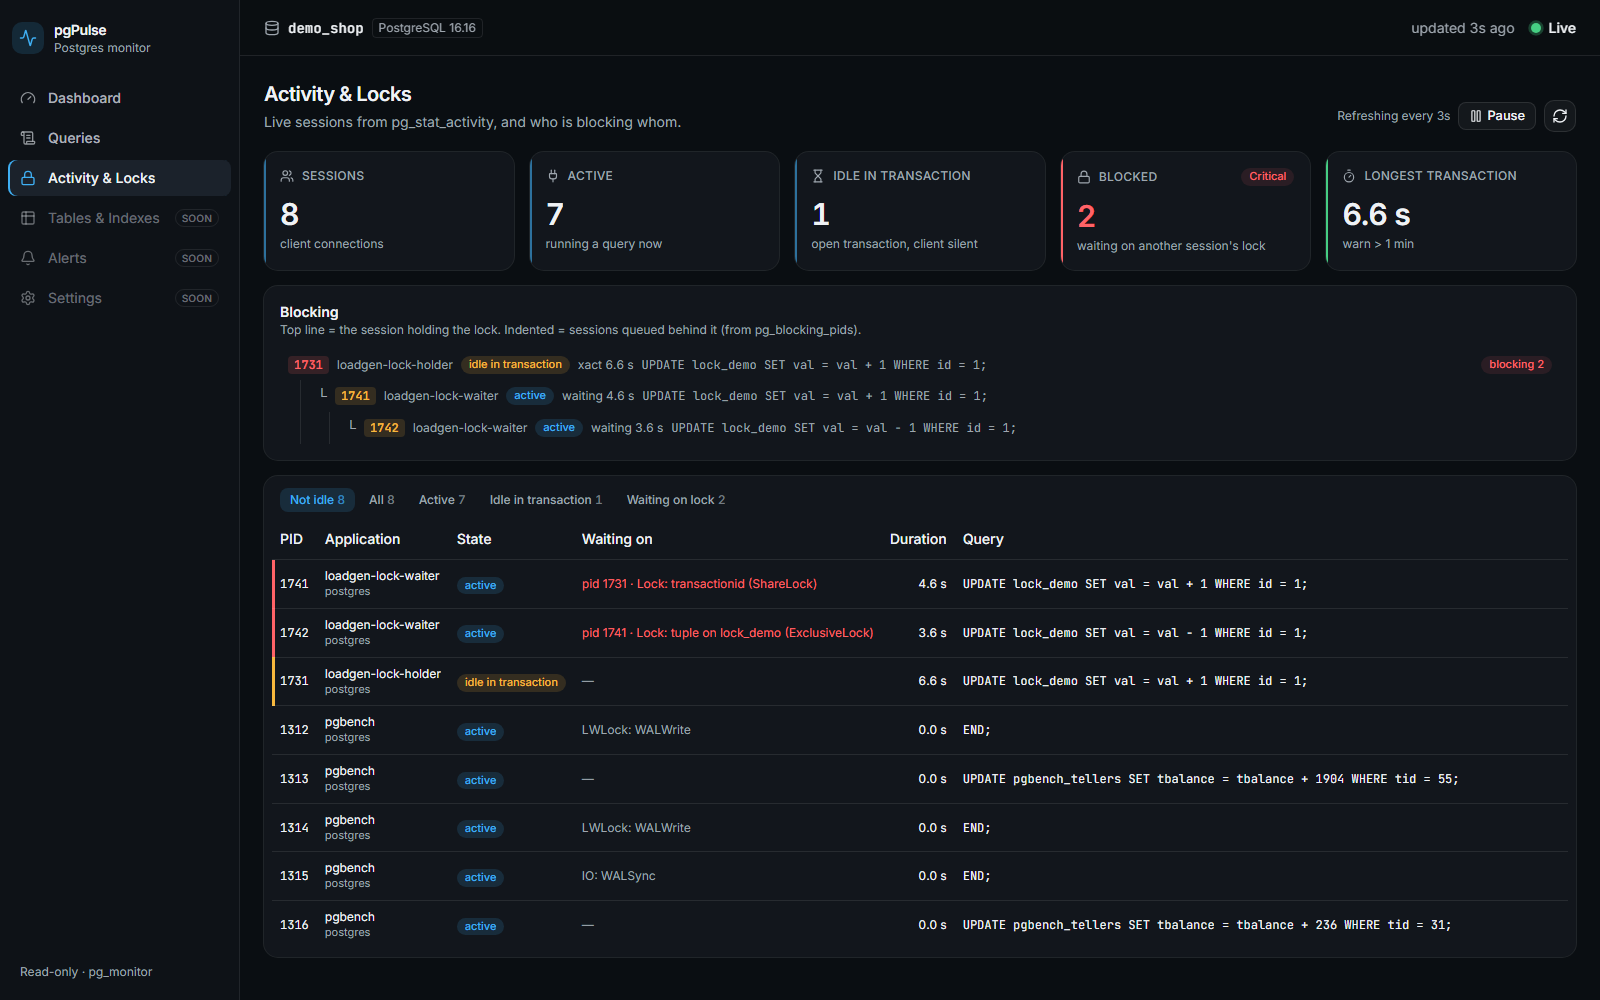 pgPulse
Postgres monitor
Dashboard
Queries
Activity & Locks
Tables & Indexes SOON
Alerts SOON
Settings SOON
Read-only · pg_monitor
demo_shop PostgreSQL 16.16
updated 3s ago Live
Activity & Locks
Live sessions from pg_stat_activity, and who is blocking whom.
Refreshing every 3s Pause
SESSIONS
8
client connections
ACTIVE
7
running a query now
IDLE IN TRANSACTION
1
open transaction, client silent
BLOCKED Critical
2
waiting on another session's lock
LONGEST TRANSACTION
6.6 s
warn > 1 min
Blocking
Top line = the session holding the lock. Indented = sessions queued behind it (from pg_blocking_pids).
1731 loadgen-lock-holder idle in transaction xact 6.6 s UPDATE lock_demo SET val = val + 1 WHERE id = 1; blocking 2
└ 1741 loadgen-lock-waiter active waiting 4.6 s UPDATE lock_demo SET val = val + 1 WHERE id = 1;
└ 1742 loadgen-lock-waiter active waiting 3.6 s UPDATE lock_demo SET val = val - 1 WHERE id = 1;
Not idle 8 All 8 Active 7 Idle in transaction 1 Waiting on lock 2
PID Application State Waiting on Duration Query
1741 loadgen-lock-waiter postgres active pid 1731 · Lock: transactionid (ShareLock) 4.6 s UPDATE lock_demo SET val = val + 1 WHERE id = 1;
1742 loadgen-lock-waiter postgres active pid 1741 · Lock: tuple on lock_demo (ExclusiveLock) 3.6 s UPDATE lock_demo SET val = val - 1 WHERE id = 1;
1731 loadgen-lock-holder postgres idle in transaction — 6.6 s UPDATE lock_demo SET val = val + 1 WHERE id = 1;
1312 pgbench postgres active LWLock: WALWrite 0.0 s END;
1313 pgbench postgres active — 0.0 s UPDATE pgbench_tellers SET tbalance = tbalance + 1904 WHERE tid = 55;
1314 pgbench postgres active LWLock: WALWrite 0.0 s END;
1315 pgbench postgres active IO: WALSync 0.0 s END;
1316 pgbench postgres active — 0.0 s UPDATE pgbench_tellers SET tbalance = tbalance + 236 WHERE tid = 31;